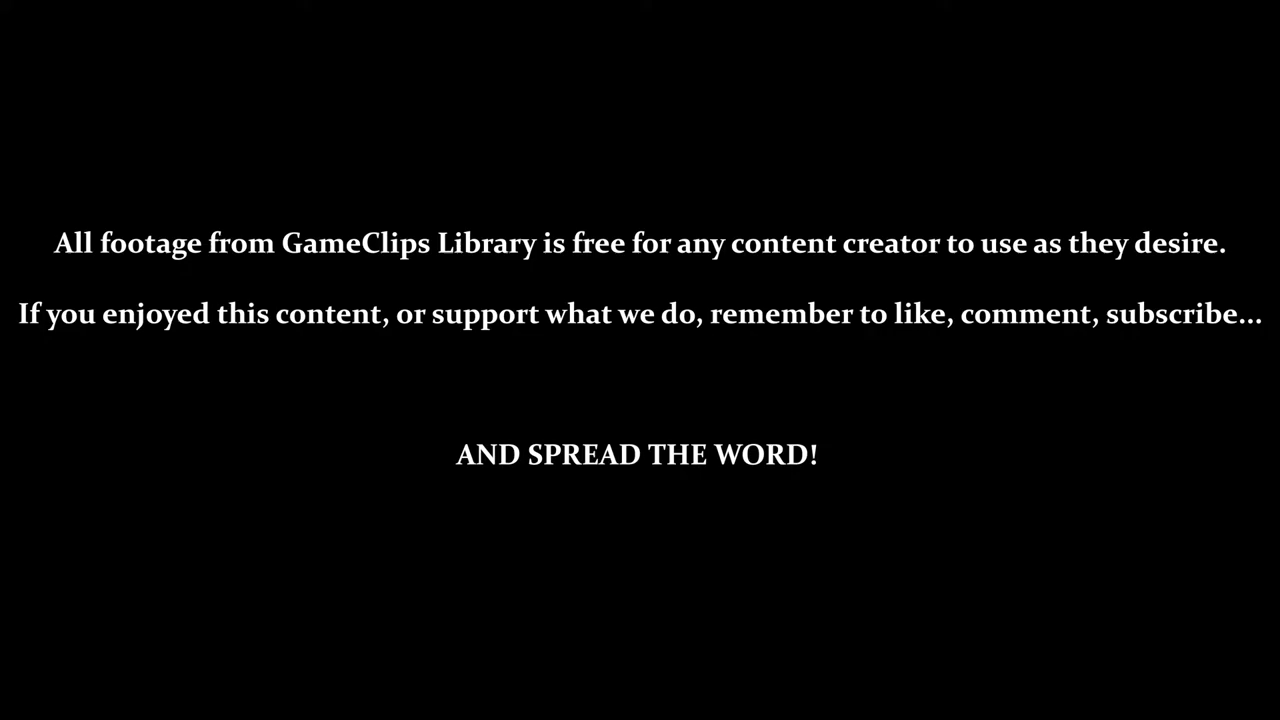 All footage from GameClips Library is free for any content creator to use as they desire.
If you enjoyed this content, or support what we do, remember to like, comment, subscribe...
AND SPREAD THE WORD!